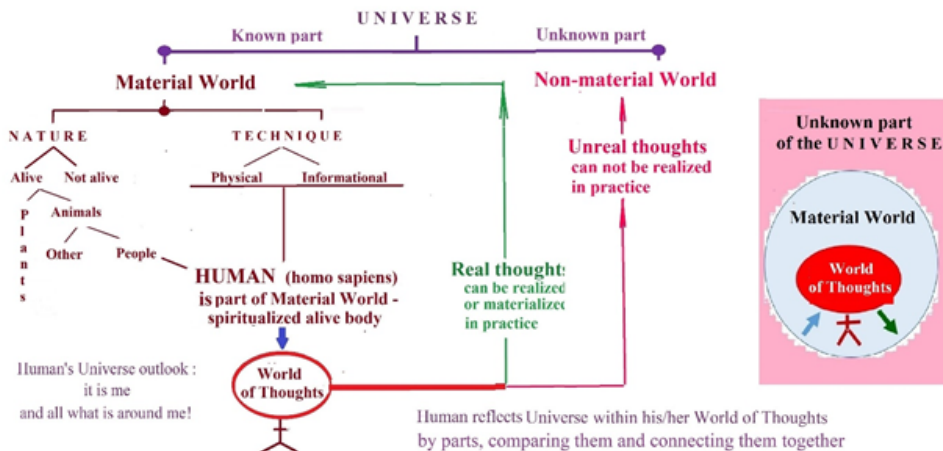 U N I V E R S E
Known part
Unknown part
Material World
Non-material World
N A T U R E
T E C H N I Q U E
Alive
Not alive
Physical
Informational
Plants
Animals
Other
People
HUMAN (homo sapiens)
is part of Material World -
spiritualized alive body
Unreal thoughts
can not be realized
in practice
Real thoughts
can be realized
or materialized
in practice
Human's Universe outlook :
it is me
and all what is around me!
World
of Thoughts
Human reflects Universe within his/her World of Thoughts
by parts, comparing them and connecting them together
Unknown part
of the U N I V E R S E
Material World
World
of Thoughts